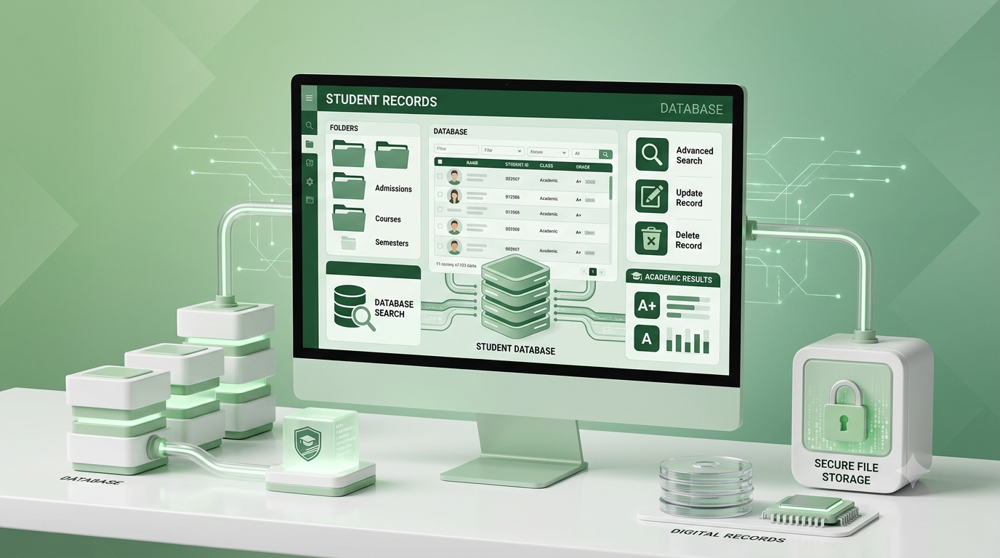 STUDENT RECORDS
DATABASE
FOLDERS
Admissions
Courses
Semesters
DATABASE
SEARCH
DATABASE
Filter
All
NAME
STUDENT ID
CLASS
GRADE
Academic
A+
Academic
A+
Academic
A+
Academic
A+
Academic
A+
1
STUDENT DATABASE
Advanced
Search
Update
Record
Delete
Record
ACADEMIC RESULTS
A+
A
DATABASE
SECURE FILE
STORAGE
DIGITAL RECORDS